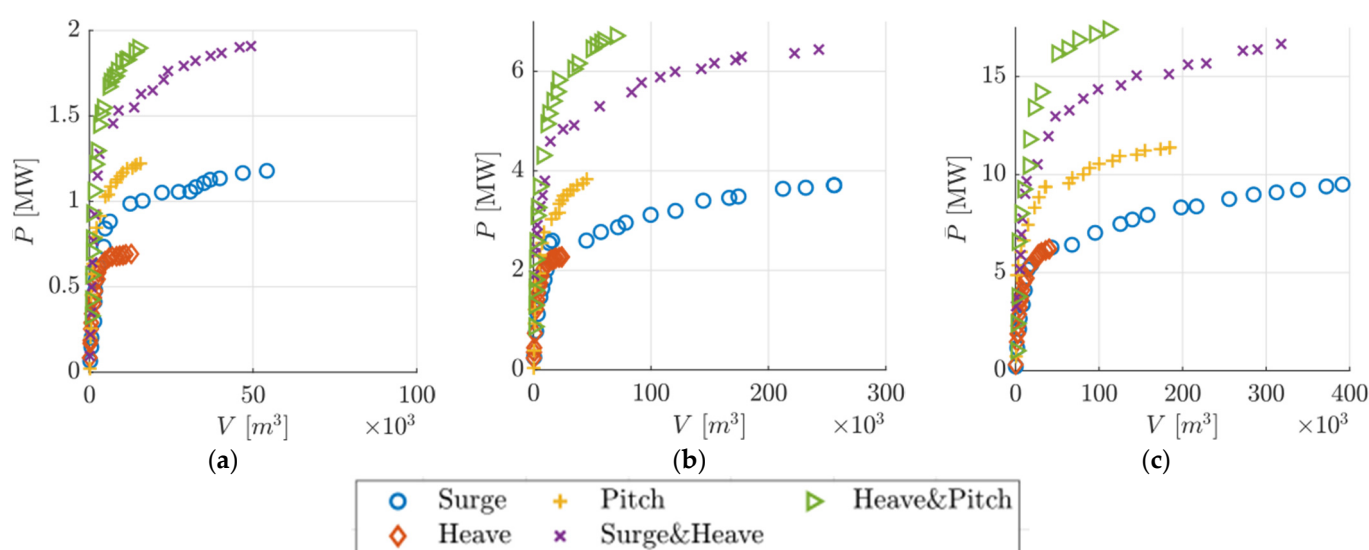 2
1.5
1
0.5
0
P̄ [MW]
0 50 100
V [m³] ×10³
(a)
6
4
2
0
P [MW]
0 100 200 300
V [m³] ×10³
(b)
15
10
5
0
P̄ [MW]
0 100 200 300 400
V [m³] ×10³
(c)
Surge Pitch Heave&Pitch
Heave Surge&Heave